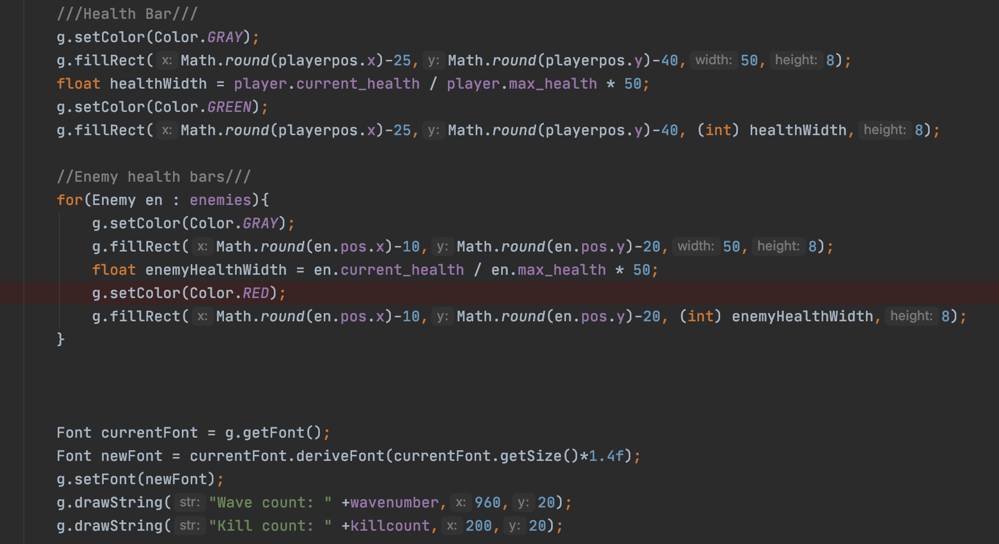 ///Health Bar///
g.setColor(Color.GRAY);
g.fillRect( x: Math.round(playerpos.x)-25, y: Math.round(playerpos.y)-40, width: 50, height: 8);
float healthWidth = player.current_health / player.max_health * 50;
g.setColor(Color.GREEN);
g.fillRect( x: Math.round(playerpos.x)-25, y: Math.round(playerpos.y)-40, (int) healthWidth, height: 8);
//Enemy health bars///
for(Enemy en : enemies){
g.setColor(Color.GRAY);
g.fillRect( x: Math.round(en.pos.x)-10, y: Math.round(en.pos.y)-20, width: 50, height: 8);
float enemyHealthWidth = en.current_health / en.max_health * 50;
g.setColor(Color.RED);
g.fillRect( x: Math.round(en.pos.x)-10, y: Math.round(en.pos.y)-20, (int) enemyHealthWidth, height: 8);
}
Font currentFont = g.getFont();
Font newFont = currentFont.deriveFont(currentFont.getSize()*1.4f);
g.setFont(newFont);
g.drawString( str: "Wave count: " +wavenumber, x: 960, y: 20);
g.drawString( str: "Kill count: " +killcount, x: 200, y: 20);